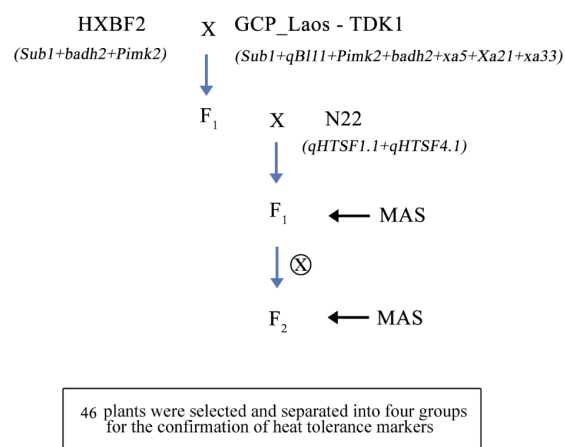 HXBF2 X GCP_Laos - TDK1
(Sub1+badh2+Pimk2) (Sub1+qBl11+Pimk2+badh2+xa5+Xa21+xa33)
F1 X N22
(qHTSF1.1+qHTSF4.1)
F1 MAS
X
F2 MAS
46 plants were selected and separated into four groups
for the confirmation of heat tolerance markers